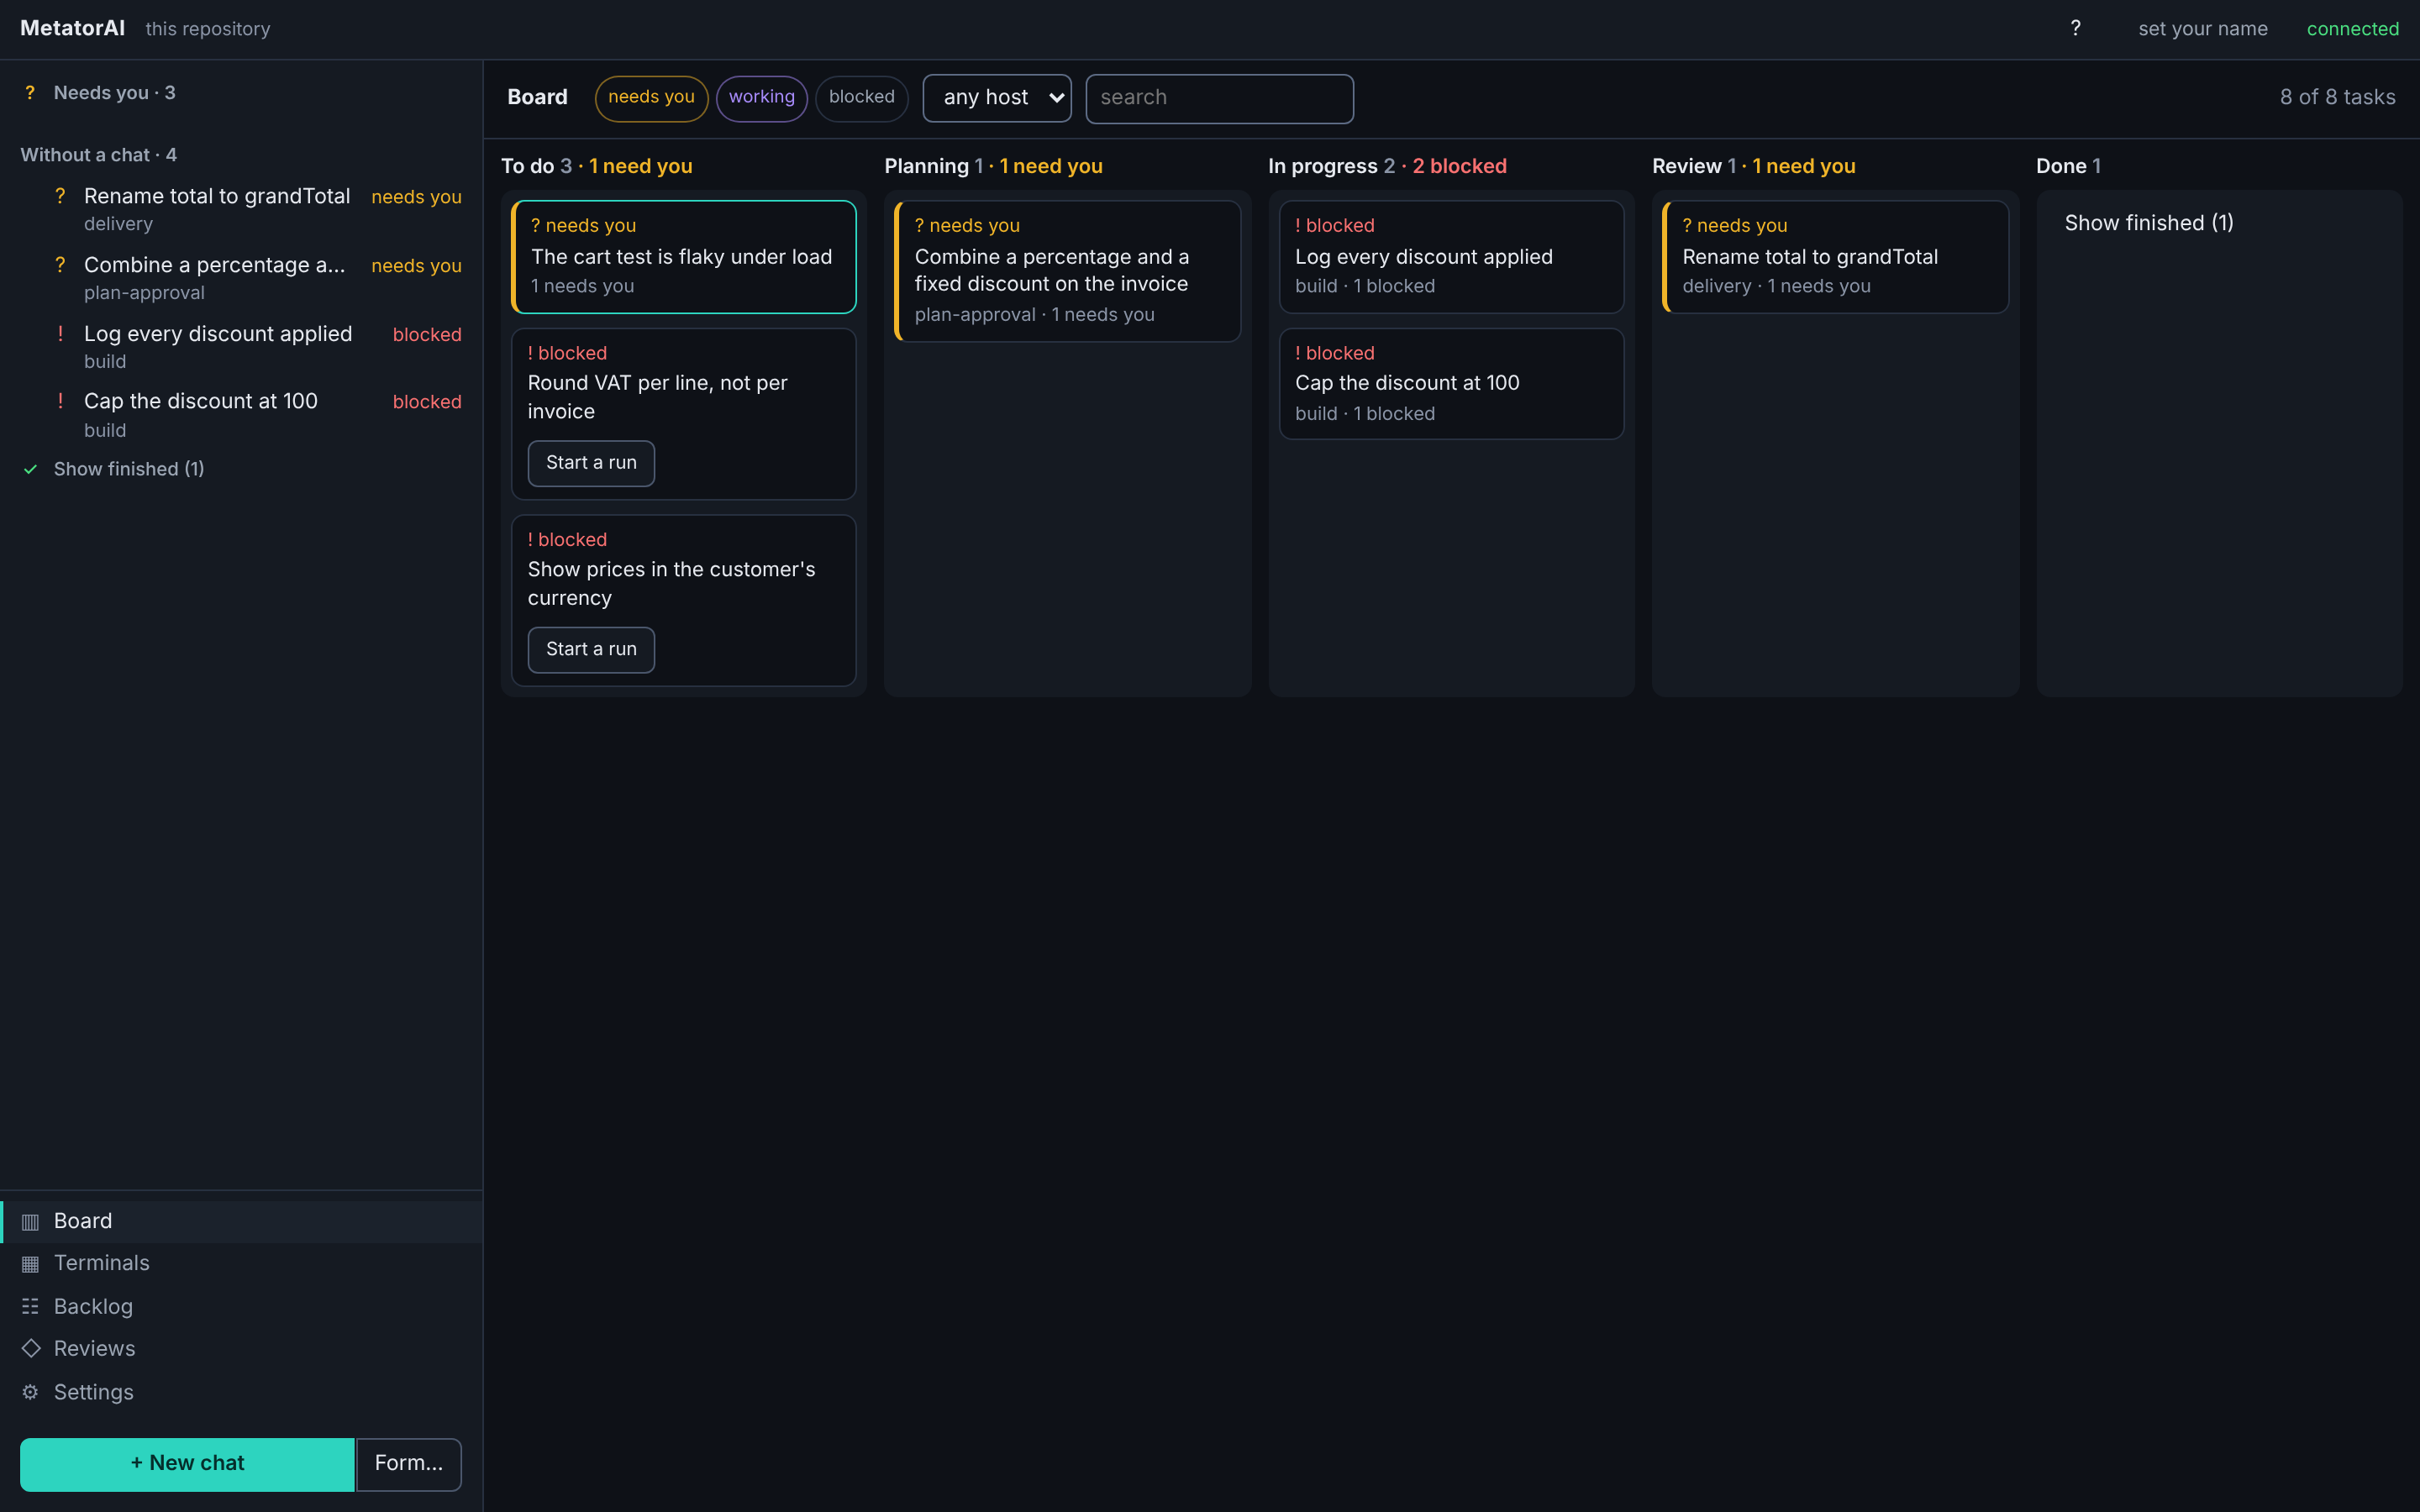 MetatorAI this repository
? set your name connected
? Needs you · 3
Without a chat · 4
? Rename total to grandTotal needs you
delivery
? Combine a percentage a... needs you
plan-approval
! Log every discount applied blocked
build
! Cap the discount at 100 blocked
build
✓ Show finished (1)
Board
Terminals
Backlog
Reviews
Settings
+ New chat Form...
Board needs you working blocked any host search 8 of 8 tasks
To do 3 · 1 need you
? needs you
The cart test is flaky under load
1 needs you
! blocked
Round VAT per line, not per
invoice
Start a run
! blocked
Show prices in the customer's
currency
Start a run
Planning 1 · 1 need you
? needs you
Combine a percentage and a
fixed discount on the invoice
plan-approval · 1 needs you
In progress 2 · 2 blocked
! blocked
Log every discount applied
build · 1 blocked
! blocked
Cap the discount at 100
build · 1 blocked
Review 1 · 1 need you
? needs you
Rename total to grandTotal
delivery · 1 needs you
Done 1
Show finished (1)